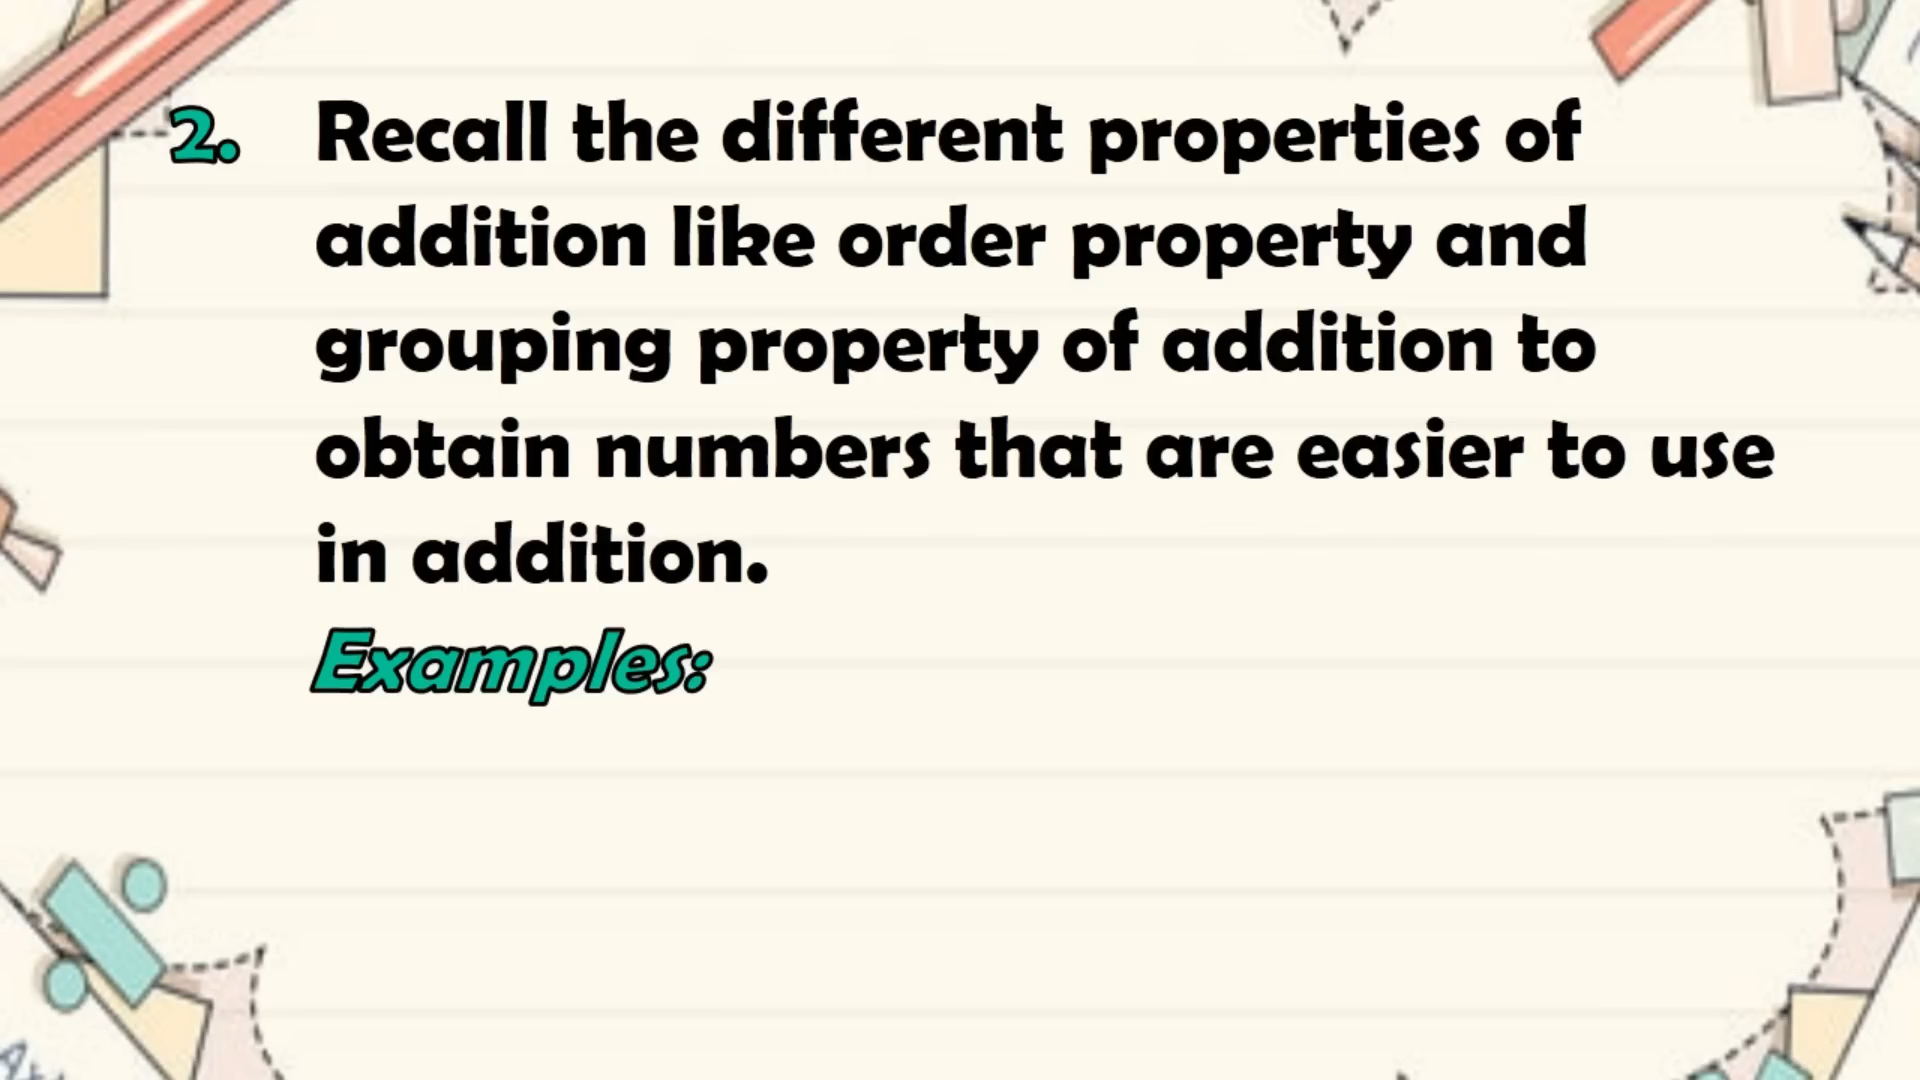 2. Recall the different properties of
addition like order property and
grouping property of addition to
obtain numbers that are easier to use
in addition.
Examples: